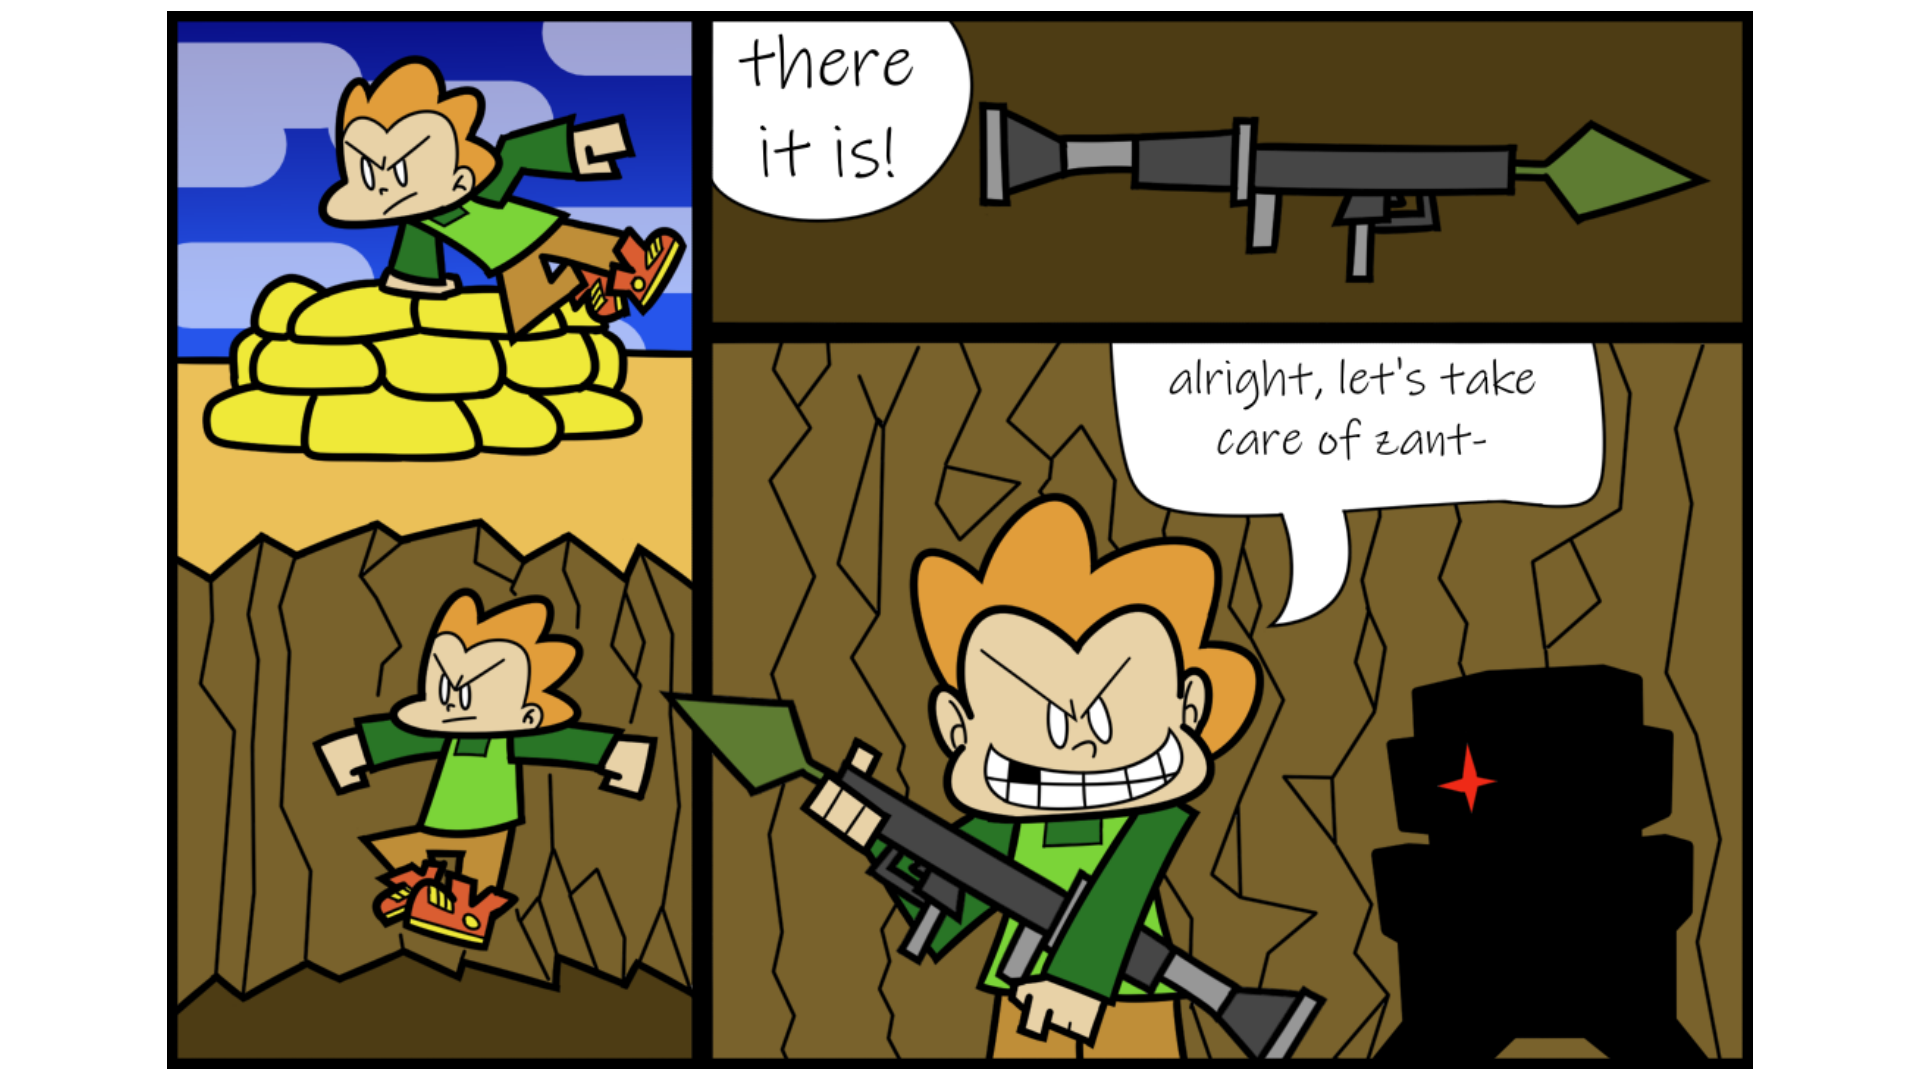 there
it is!
alright, let's take
care of zant-